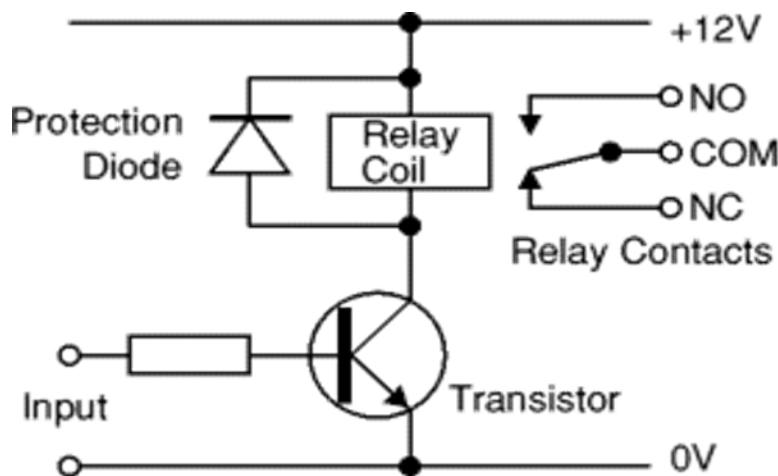 +12V
Protection
Diode
Relay
Coil
NO
COM
NC
Relay Contacts
Input
Transistor
0V